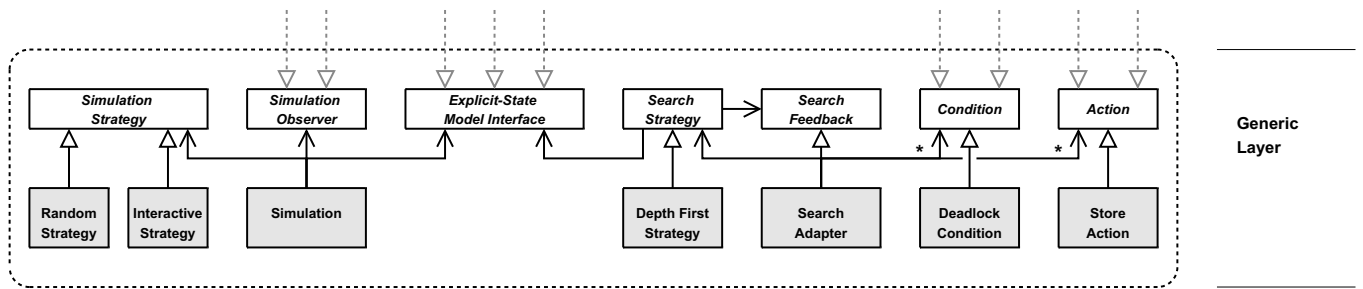 Simulation
Strategy
Simulation
Observer
Explicit-State
Model Interface
Search
Strategy
Search
Feedback
Condition
Action
*
*
Generic
Layer
Random
Strategy
Interactive
Strategy
Simulation
Depth First
Strategy
Search
Adapter
Deadlock
Condition
Store
Action